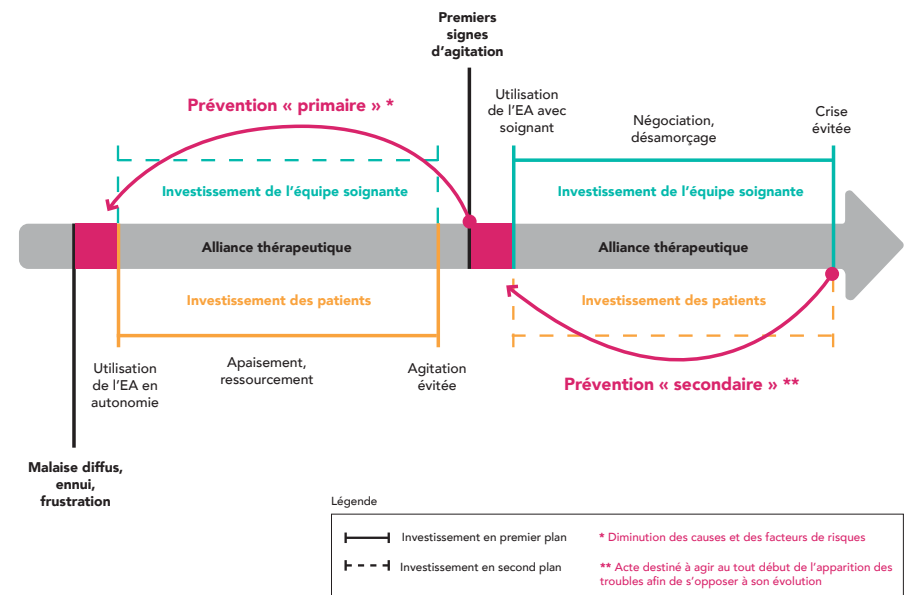 Premiers
signes
d’agitation
Prévention « primaire » *
Utilisation
de l’EA avec
soignant
Négociation,
désamorçage
Crise
évitée
Investissement de l’équipe soignante
Investissement de l’équipe soignante
Alliance thérapeutique
Alliance thérapeutique
Investissement des patients
Investissement des patients
Utilisation
de l’EA en
autonomie
Apaisement,
ressourcement
Agitation
évitée
Prévention « secondaire » **
Malaise diffus,
ennui,
frustration
Légende
Investissement en premier plan
* Diminution des causes et des facteurs de risques
Investissement en second plan
** Acte destiné à agir au tout début de l’apparition des
troubles afin de s’opposer à son évolution